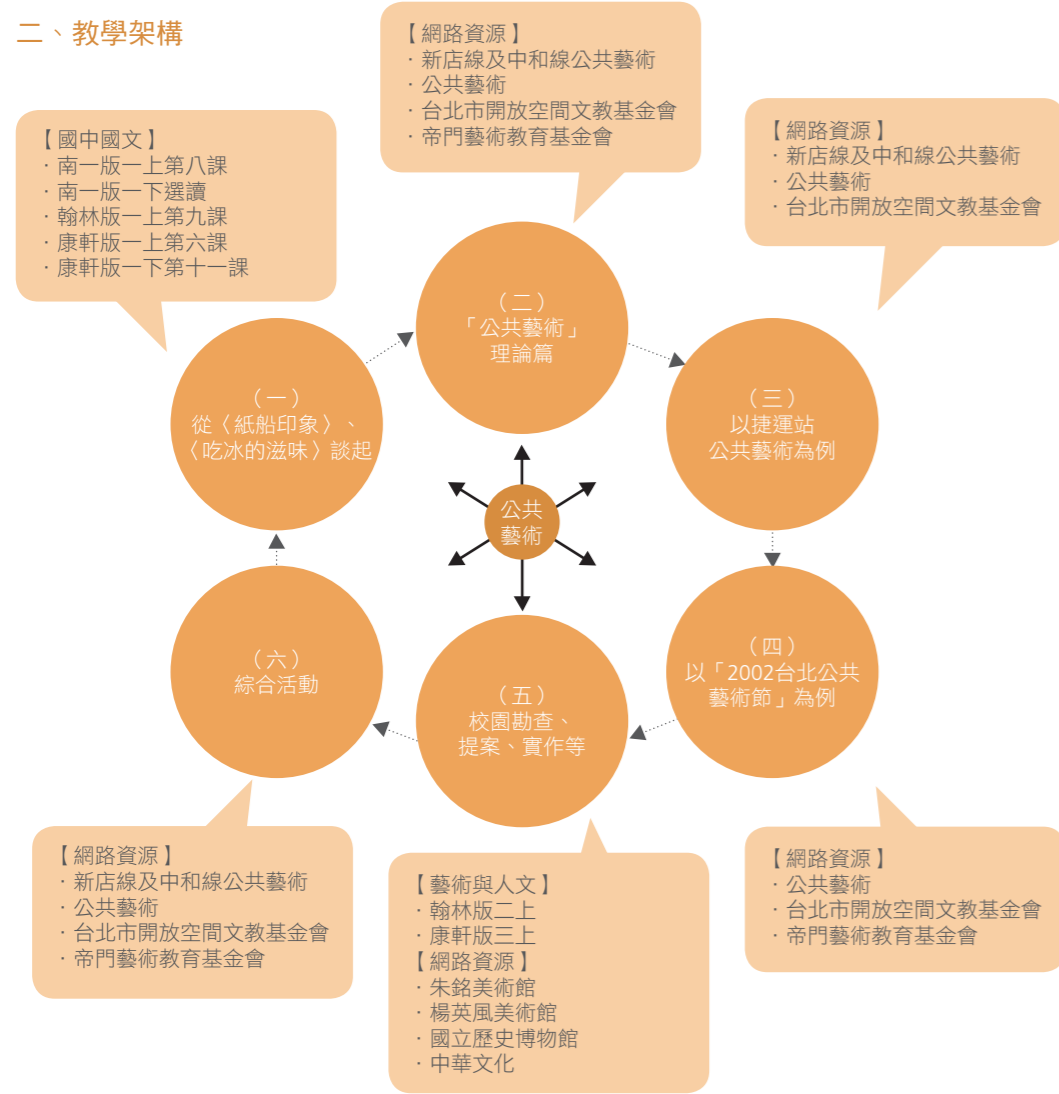 二、教學架構
【國中國文】
．南一版一上第八課
．南一版一下選讀
．翰林版一上第九課
．康軒版一上第六課
．康軒版一下第十一課
（一）
從〈紙船印象〉、
〈吃冰的滋味〉談起
【網路資源】
．新店線及中和線公共藝術
．公共藝術
．台北市開放空間文教基金會
．帝門藝術教育基金會
（二）
「公共藝術」
理論篇
【網路資源】
．新店線及中和線公共藝術
．公共藝術
．台北市開放空間文教基金會
（三）
以捷運站
公共藝術為例
公共
藝術
（四）
以「2002台北公共
藝術節」為例
【網路資源】
．公共藝術
．台北市開放空間文教基金會
．帝門藝術教育基金會
（五）
校園勘查、
提案、實作等
【藝術與人文】
．翰林版二上
．康軒版三上
【網路資源】
．朱銘美術館
．楊英風美術館
．國立歷史博物館
．中華文化
（六）
綜合活動
【網路資源】
．新店線及中和線公共藝術
．公共藝術
．台北市開放空間文教基金會
．帝門藝術教育基金會